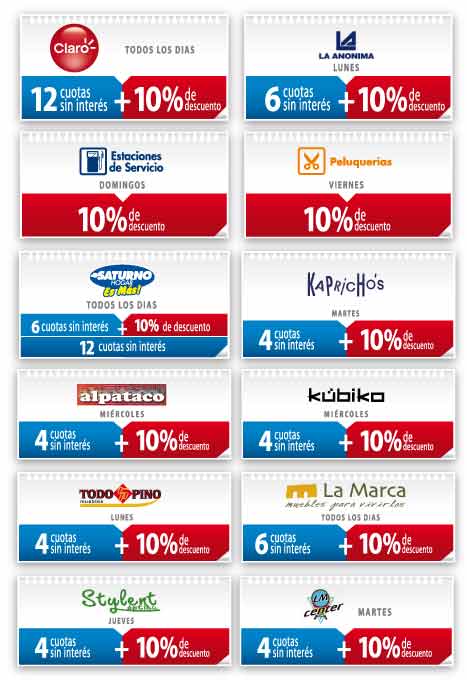 Claro
TODOS LOS DIAS
12 cuotas sin interés + 10% de descuento
LA ANONIMA
LUNES
6 cuotas sin interés + 10% de descuento
Estaciones de Servicio
DOMINGOS
10% de descuento
Peluquerías
VIERNES
10% de descuento
SATURNO
HOGAR
Es Más!
TODOS LOS DIAS
6 cuotas sin interés + 10% de descuento
12 cuotas sin interés
KAPRICHO'S
MARTES
4 cuotas sin interés + 10% de descuento
alpataco
MIÉRCOLES
4 cuotas sin interés + 10% de descuento
kúbiko
MIÉRCOLES
4 cuotas sin interés + 10% de descuento
TODO PINO
muebles
LUNES
4 cuotas sin interés + 10% de descuento
La Marca
muebles para vivirlos
TODOS LOS DIAS
6 cuotas sin interés + 10% de descuento
Stylent
JUEVES
4 cuotas sin interés + 10% de descuento
LM
center
MARTES
4 cuotas sin interés + 10% de descuento